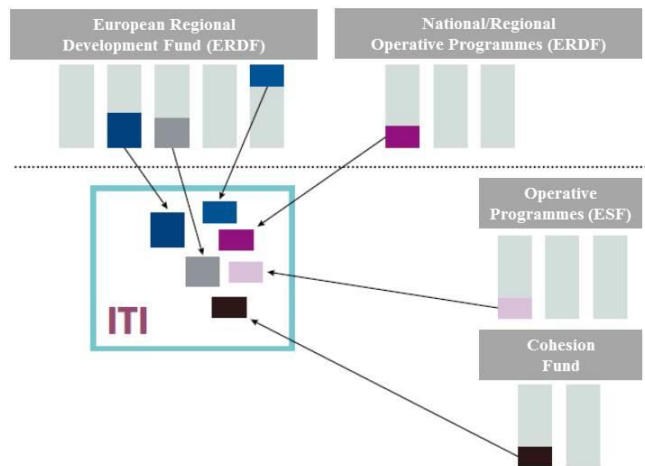 European Regional
Development Fund (ERDF)
National/Regional
Operative Programmes (ERDF)
Operative
Programmes (ESF)
ITI
Cohesion
Fund